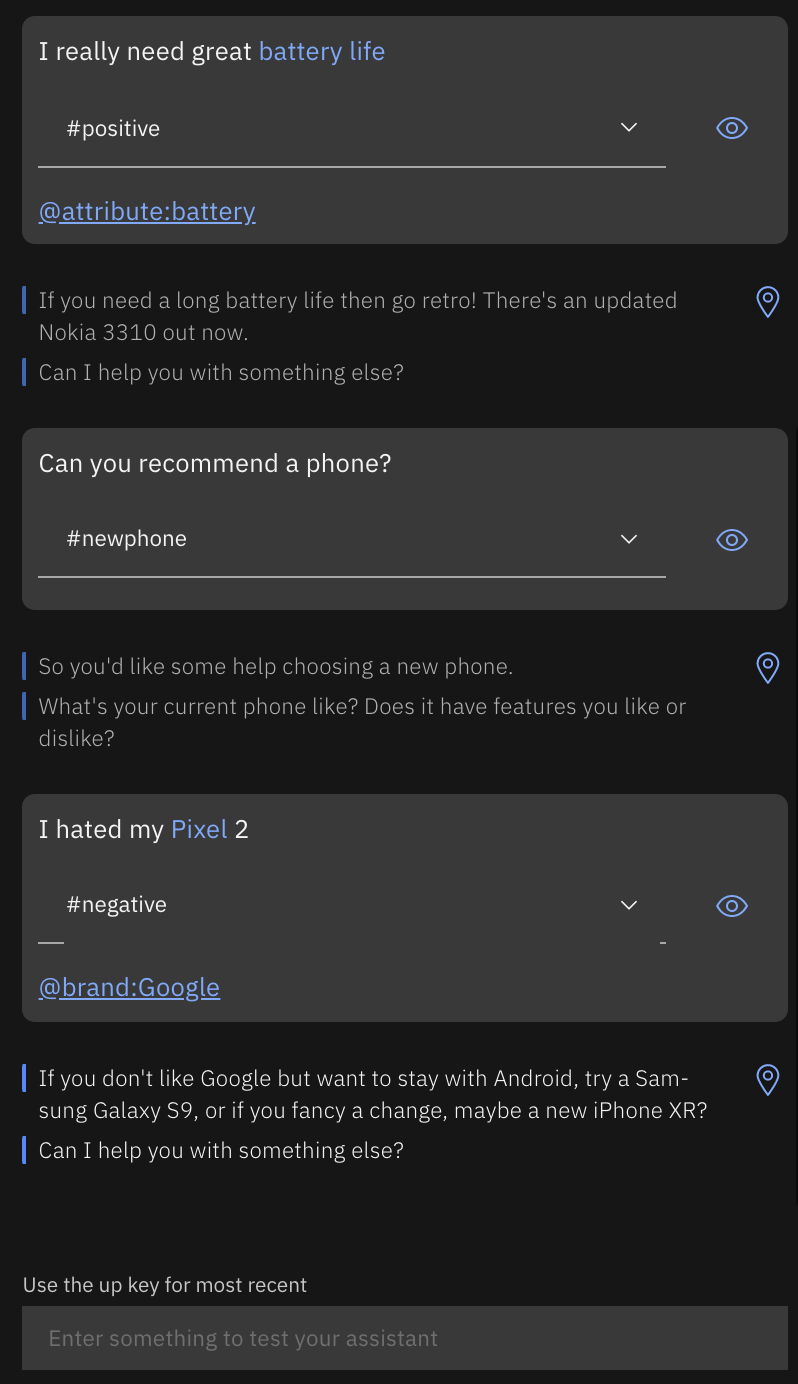 I really need great battery life
#positive
@attribute:battery
If you need a long battery life then go retro! There's an updated
Nokia 3310 out now.
Can I help you with something else?
Can you recommend a phone?
#newphone
So you'd like some help choosing a new phone.
What's your current phone like? Does it have features you like or
dislike?
I hated my Pixel 2
#negative
@brand:Google
If you don't like Google but want to stay with Android, try a Sam-
sung Galaxy S9, or if you fancy a change, maybe a new iPhone XR?
Can I help you with something else?
Use the up key for most recent
Enter something to test your assistant